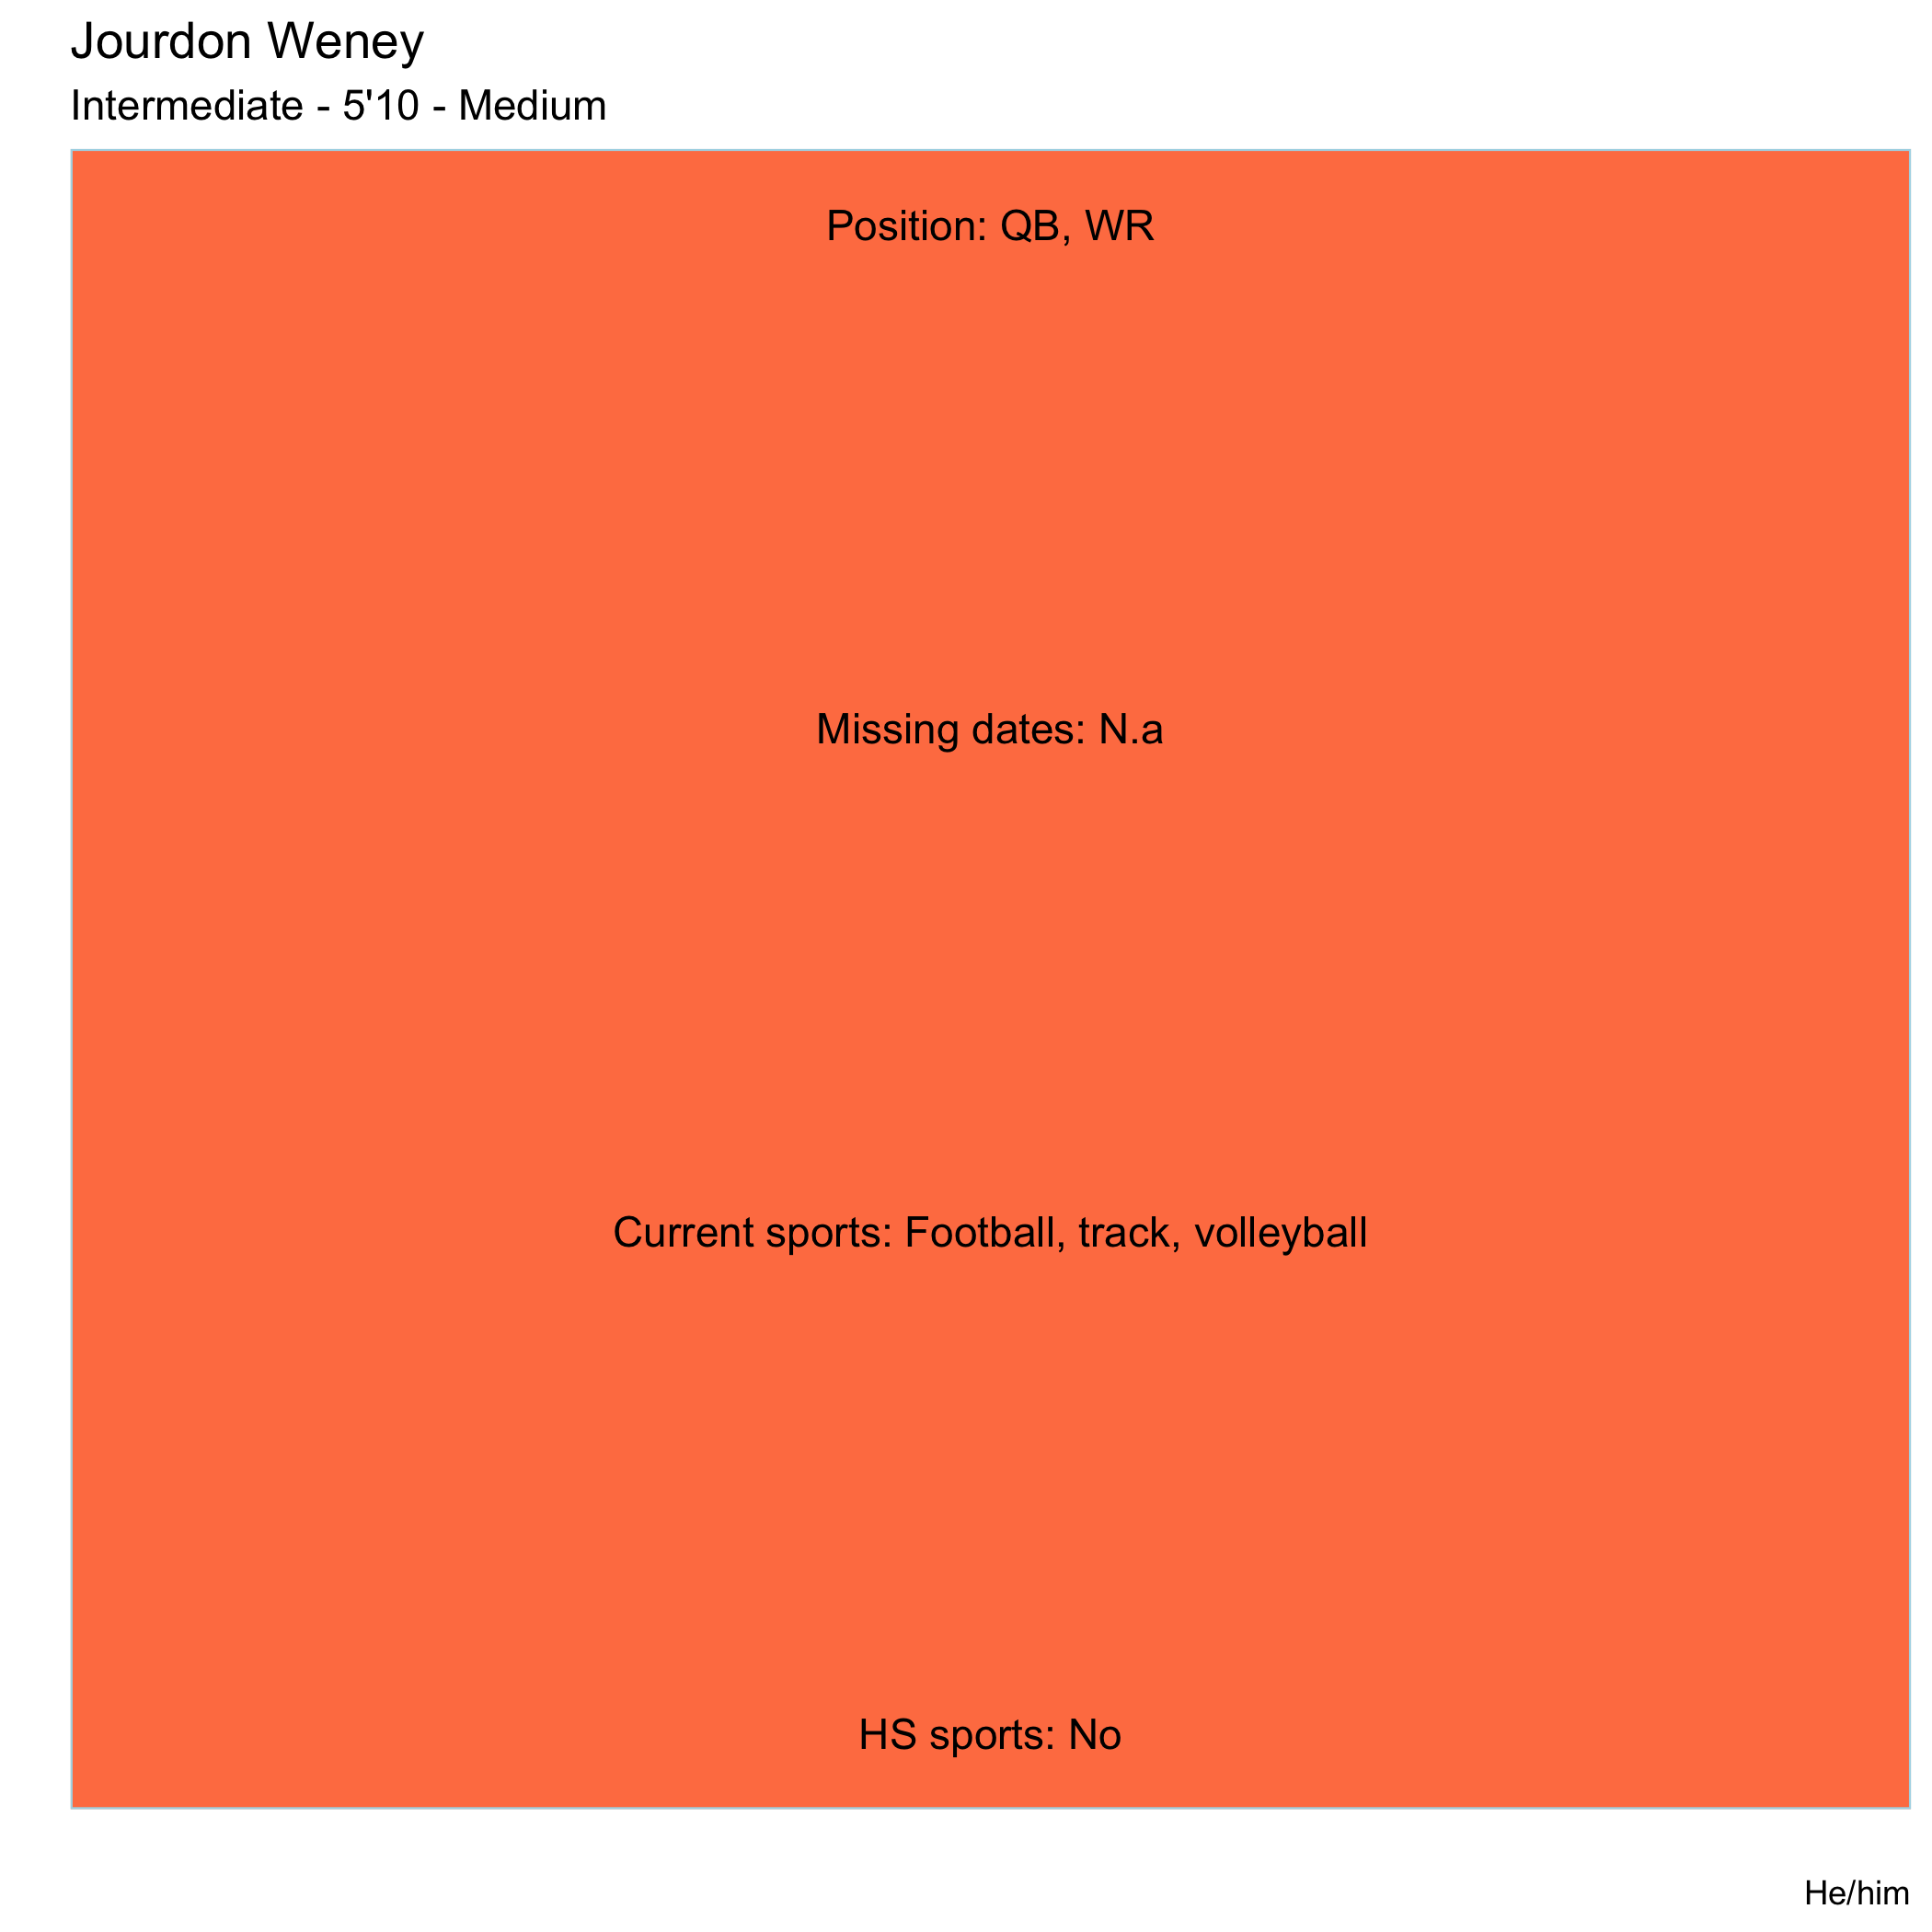 Jourdon Weney
Intermediate - 5'10 - Medium
Position: QB, WR
Missing dates: N.a
Current sports: Football, track, volleyball
HS sports: No
He/him